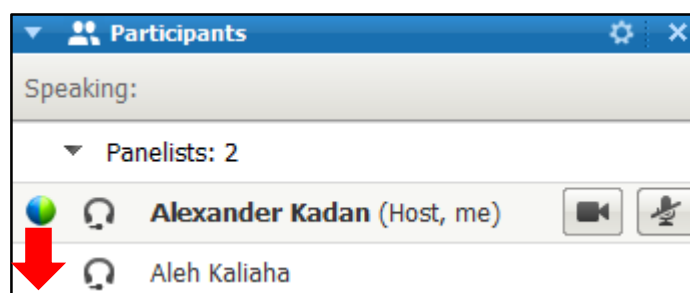 Participants
Speaking:
Panelists: 2
Alexander Kadan (Host, me)
Aleh Kaliaha